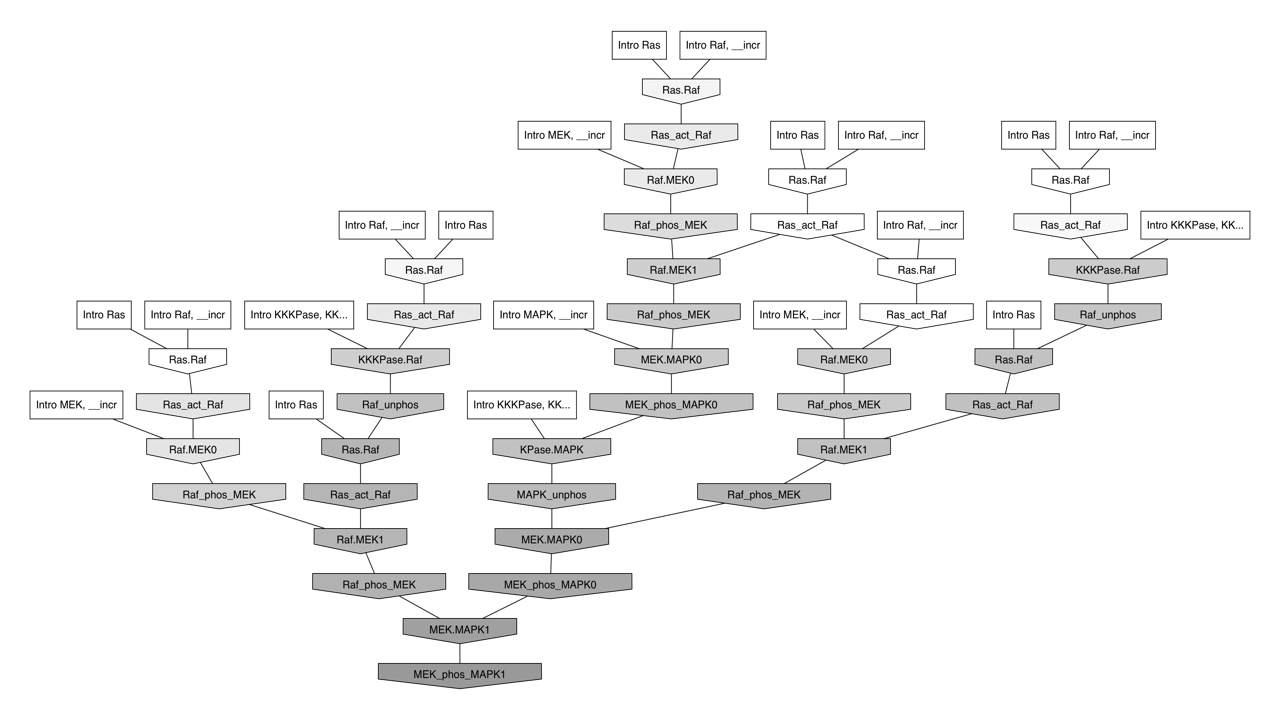 Intro Ras
Intro Raf, __incr
Ras.Raf
Intro MEK, __incr
Ras_act_Raf
Intro Ras
Intro Raf, __incr
Intro Ras
Intro Raf, __incr
Raf.MEK0
Ras.Raf
Ras.Raf
Intro Raf, __incr
Intro Ras
Raf_phos_MEK
Ras_act_Raf
Intro Raf, __incr
Ras_act_Raf
Intro KKKPase, KK...
Ras.Raf
Raf.MEK1
Ras.Raf
KKKPase.Raf
Intro Ras
Intro Raf, __incr
Intro KKKPase, KK...
Ras_act_Raf
Intro MAPK, __incr
Raf_phos_MEK
Intro MEK, __incr
Ras_act_Raf
Intro Ras
Raf_unphos
Ras.Raf
KKKPase.Raf
MEK.MAPK0
Raf.MEK0
Ras.Raf
Intro MEK, __incr
Ras_act_Raf
Intro Ras
Raf_unphos
Intro KKKPase, KK...
MEK_phos_MAPK0
Raf_phos_MEK
Ras_act_Raf
Raf.MEK0
Ras.Raf
KPase.MAPK
Raf.MEK1
Raf_phos_MEK
Ras_act_Raf
MAPK_unphos
Raf_phos_MEK
Raf.MEK1
MEK.MAPK0
Raf_phos_MEK
MEK_phos_MAPK0
MEK.MAPK1
MEK_phos_MAPK1